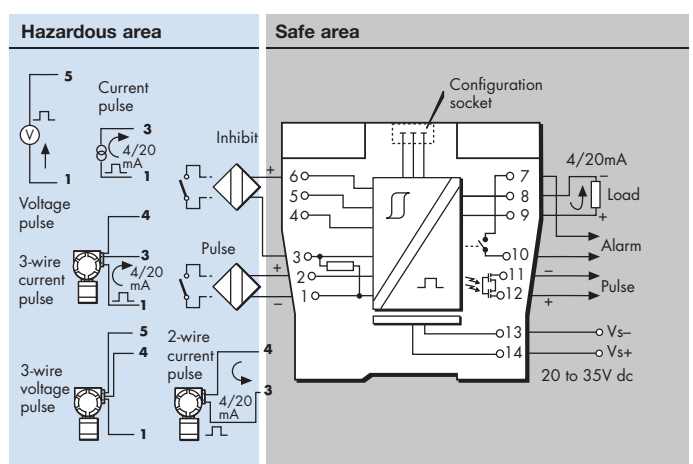 Hazardous area
Safe area
5
Current
pulse
3
4/20
mA
1
V
1
Voltage
pulse
4
3-wire
current
pulse
3
4/20
mA
1
5
4
3-wire
voltage
pulse
1
2-wire
current
pulse
4
4/20
mA
3
Inhibit
+
Pulse
+
–
Configuration
socket
6
5
4
3
2
1
7
8
9
10
11
12
13
14
4/20mA
–
Load
+
Alarm
–
Pulse
+
Vs–
Vs+
20 to 35V dc